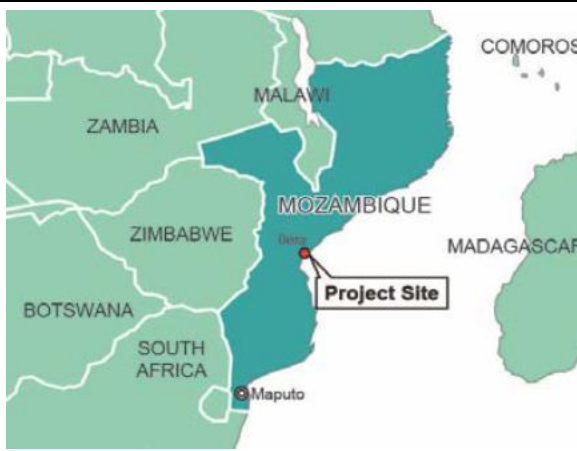 COMOROS
MALAWI
ZAMBIA
MOZAMBIQUE
ZIMBABWE
MADAGASCAR
Project Site
BOTSWANA
SOUTH
AFRICA
Maputo